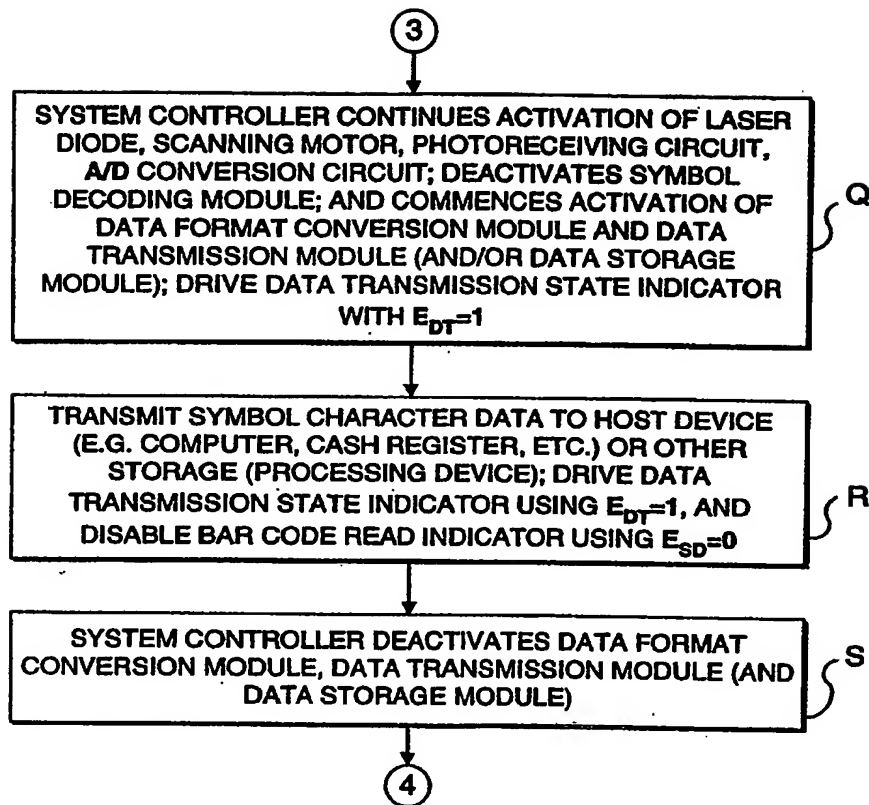 3
SYSTEM CONTROLLER CONTINUES ACTIVATION OF LASER
DIODE, SCANNING MOTOR, PHOTORECEIVING CIRCUIT,
A/D CONVERSION CIRCUIT; DEACTIVATES SYMBOL
DECODING MODULE; AND COMMENCES ACTIVATION OF
DATA FORMAT CONVERSION MODULE AND DATA
TRANSMISSION MODULE (AND/OR DATA STORAGE
MODULE); DRIVE DATA TRANSMISSION STATE INDICATOR
WITH E_DT=1
Q
TRANSMIT SYMBOL CHARACTER DATA TO HOST DEVICE
(E.G. COMPUTER, CASH REGISTER, ETC.) OR OTHER
STORAGE (PROCESSING DEVICE); DRIVE DATA
TRANSMISSION STATE INDICATOR USING E_DT=1, AND
DISABLE BAR CODE READ INDICATOR USING E_SD=0
R
SYSTEM CONTROLLER DEACTIVATES DATA FORMAT
CONVERSION MODULE, DATA TRANSMISSION MODULE (AND
DATA STORAGE MODULE)
S
4